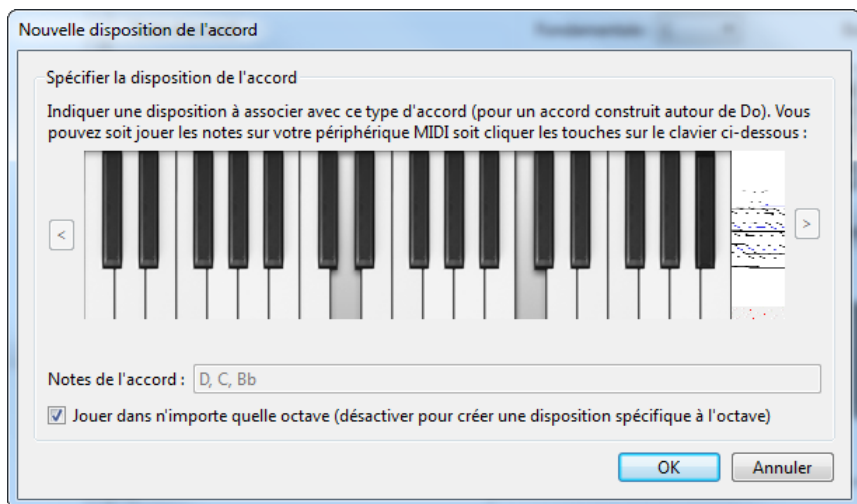 Nouvelle disposition de l'accord
Spécifier la disposition de l'accord
Indiquer une disposition à associer avec ce type d'accord (pour un accord construit autour de Do). Vous
pouvez soit jouer les notes sur votre périphérique MIDI soit cliquer les touches sur le clavier ci-dessous :
<
>
Notes de l'accord : D, C, Bb
Jouer dans n'importe quelle octave (désactiver pour créer une disposition spécifique à l'octave)
OK Annuler